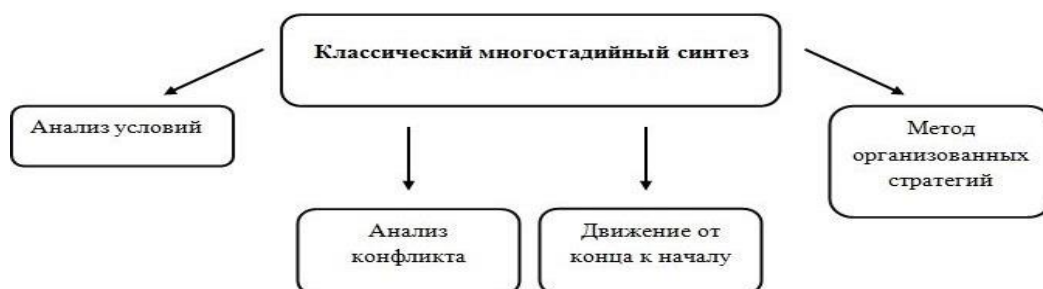 Классический многостадийный синтез
Анализ условий
Анализ
конфликта
Движение от
конца к началу
Метод
организованных
стратегий